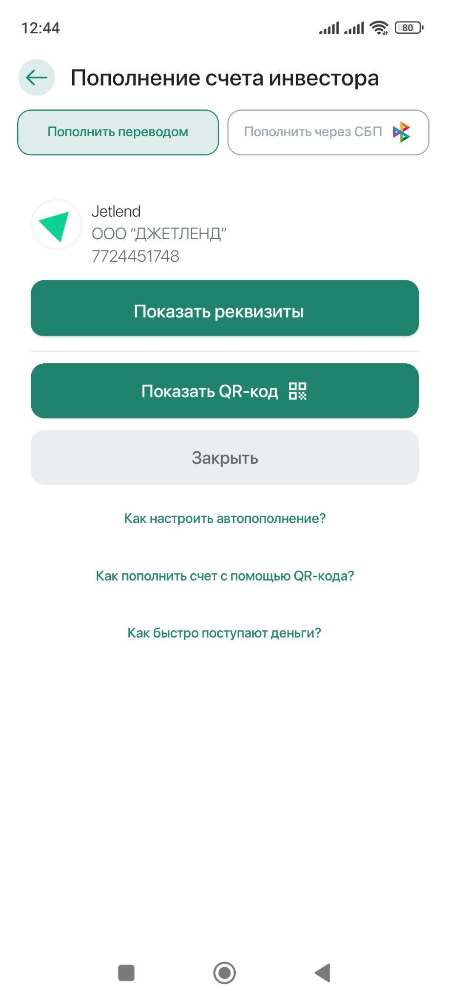 12:44
80
Пополнение счета инвестора
Пополнить переводом
Пополнить через СБП
Jetlend
ООО “ДЖЕТЛЕНД”
7724451748
Показать реквизиты
Показать QR-код
Закрыть
Как настроить автопополнение?
Как пополнить счет с помощью QR-кода?
Как быстро поступают деньги?